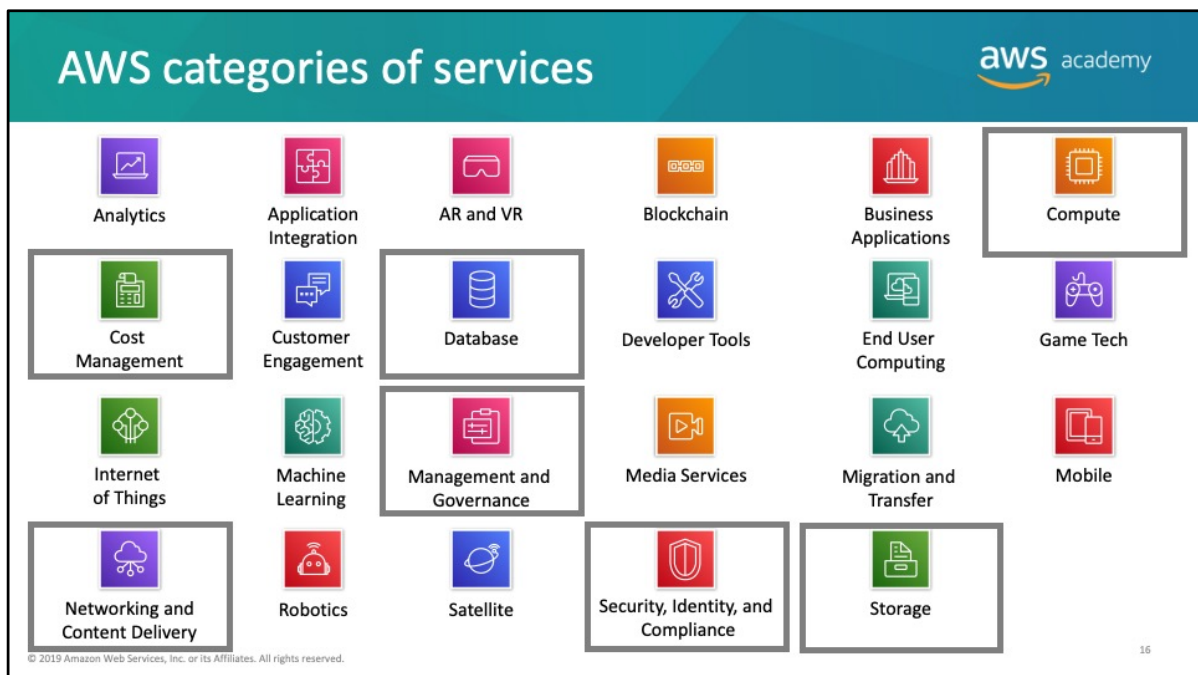 AWS categories of services
aws academy
Analytics
Application
Integration
AR and VR
Blockchain
Business
Applications
Compute
Cost
Management
Customer
Engagement
Database
Developer Tools
End User
Computing
Game Tech
Internet
of Things
Machine
Learning
Management and
Governance
Media Services
Migration and
Transfer
Mobile
Networking and
Content Delivery
Robotics
Satellite
Security, Identity, and
Compliance
Storage
© 2019 Amazon Web Services, Inc. or its Affiliates. All rights reserved.
16